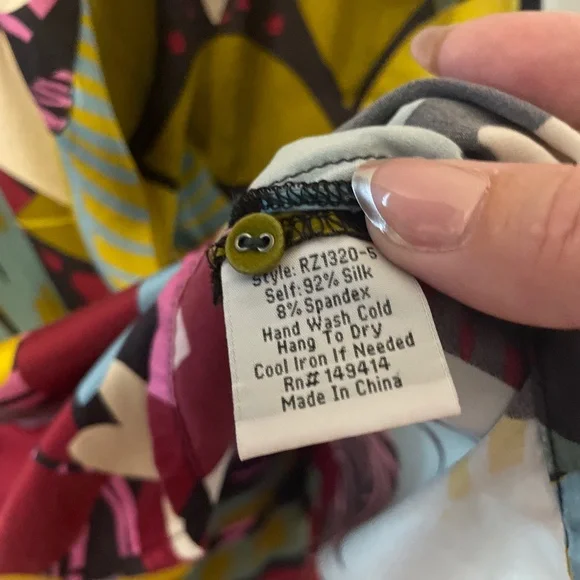 Style: RZ1320-5
Self: 92% Silk
8% Spandex
Hand Wash Cold
Hang To Dry
Cool Iron If Needed
Rn# 149414
Made In China